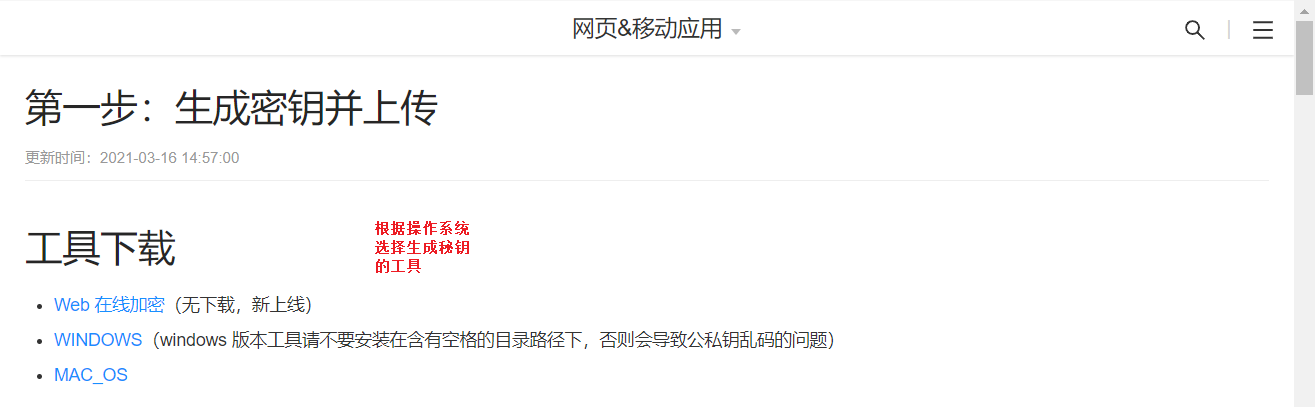 网页&移动应用
第一步：生成密钥并上传
更新时间：2021-03-16 14:57:00
工具下载
根据操作系统
选择生成秘钥
的工具
Web 在线加密（无下载，新上线）
WINDOWS（windows 版本工具请不要安装在含有空格的目录路径下，否则会导致公私钥乱码的问题）
MAC_OS